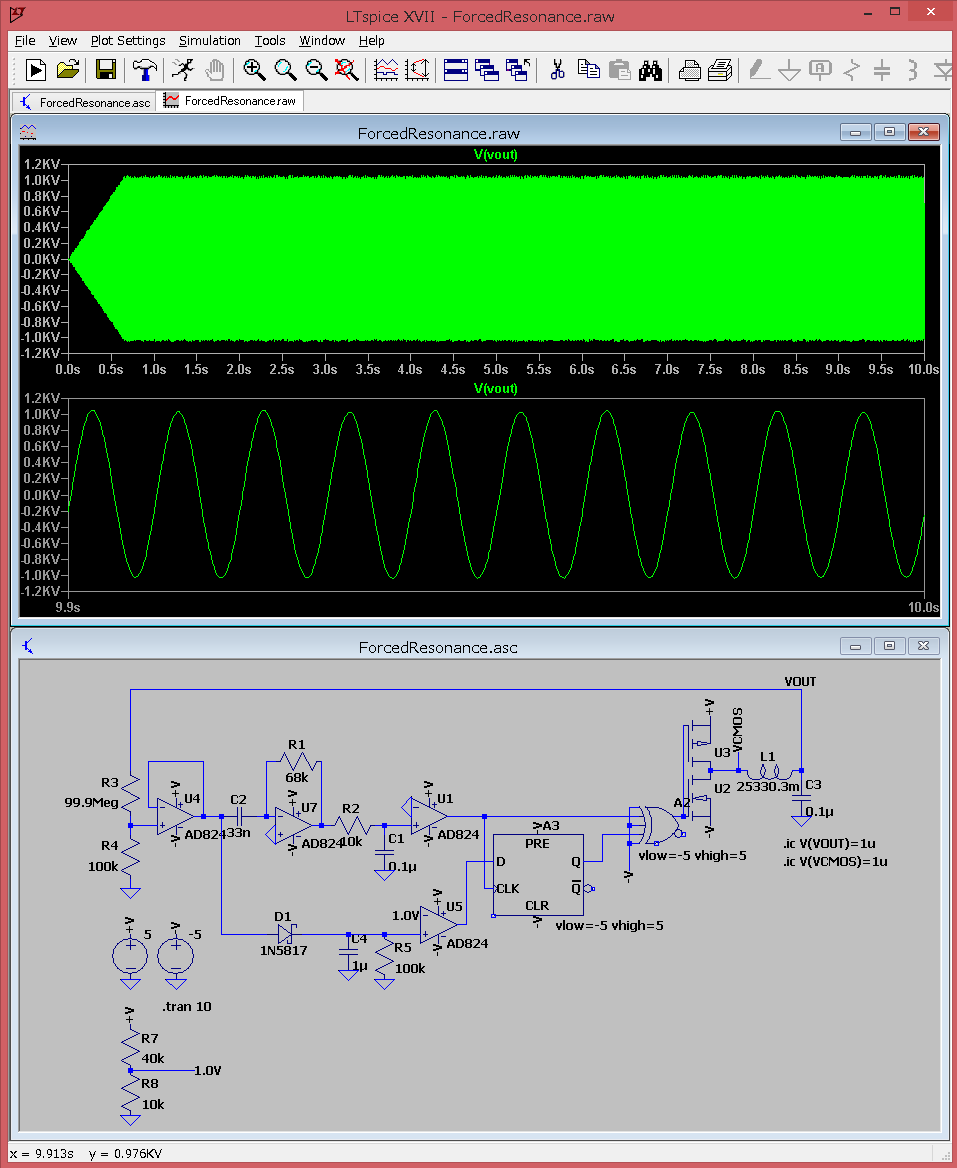 LTspice XVII - ForcedResonance.raw
File View Plot Settings Simulation Tools Window Help
ForcedResonance.asc ForcedResonance.raw
ForcedResonance.raw
V(vout)
1.2KV
1.0KV
0.8KV
0.6KV
0.4KV
0.2KV
0.0KV
-0.2KV
-0.4KV
-0.6KV
-0.8KV
-1.0KV
-1.2KV
0.0s 0.5s 1.0s 1.5s 2.0s 2.5s 3.0s 3.5s 4.0s 4.5s 5.0s 5.5s 6.0s 6.5s 7.0s 7.5s 8.0s 8.5s 9.0s 9.5s 10.0s
V(vout)
1.2KV
1.0KV
0.8KV
0.6KV
0.4KV
0.2KV
0.0KV
-0.2KV
-0.4KV
-0.6KV
-0.8KV
-1.0KV
-1.2KV
9.9s 10.0s
ForcedResonance.asc
VOUT
R3
99.9Meg
R4
100k
+V
U4
-V
AD824
C2
33n
R1
68k
+V
U7
-V
AD824
R2
10k
C1
0.1µ
+V
U1
-V
AD824
A3
+V
PRE
D Q
CLK Q
CLR
-V
vlow=-5 vhigh=5
A2
-V
vlow=-5 vhigh=5
+V
U3
U2
-V
VCMOS
L1
25330.3m
C3
0.1µ
.ic V(VOUT)=1u
.ic V(VCMOS)=1u
D1
1N5817
C4
1µ
R5
100k
1.0V
+V
U5
-V
AD824
+V
5
-V
-5
.tran 10
+V
R7
40k
1.0V
R8
10k
x = 9.913s y = 0.976KV